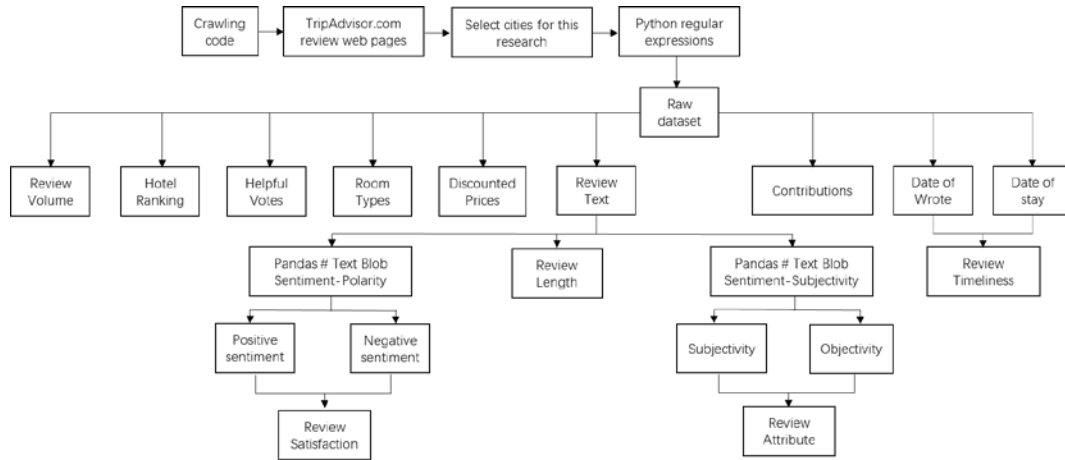 Crawling
code
TripAdvisor.com
review web pages
Select cities for this
research
Python regular
expressions
Raw
dataset
Review
Volume
Hotel
Ranking
Helpful
Votes
Room
Types
Discounted
Prices
Review
Text
Contributions
Date of
Wrote
Date of
stay
Pandas # Text Blob
Sentiment-Polarity
Review
Length
Pandas # Text Blob
Sentiment-Subjectivity
Review
Timeliness
Positive
sentiment
Negative
sentiment
Subjectivity
Objectivity
Review
Satisfaction
Review
Attribute